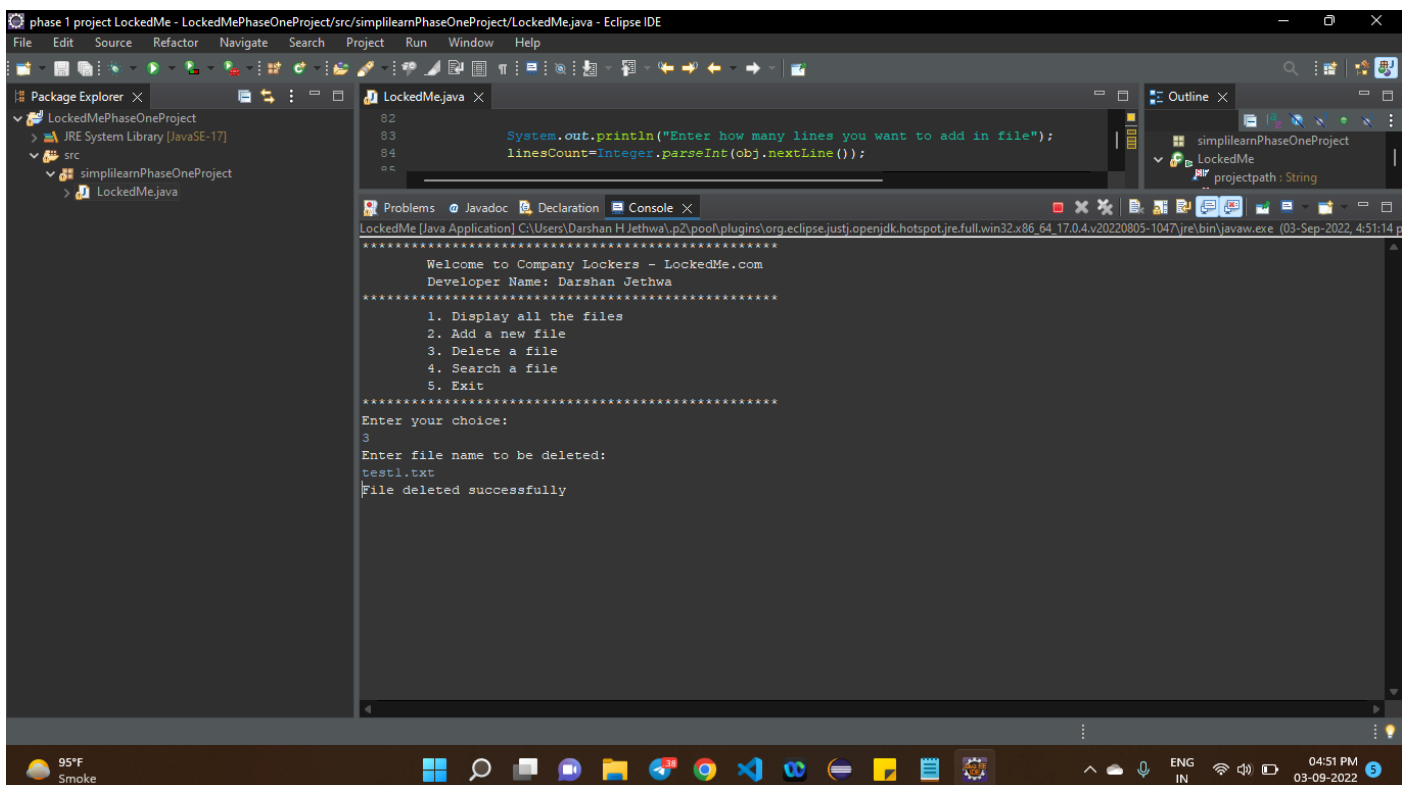 phase 1 project LockedMe - LockedMePhaseOneProject/src/simplilearnPhaseOneProject/LockedMe.java - Eclipse IDE
File Edit Source Refactor Navigate Search Project Run Window Help
Package Explorer
LockedMePhaseOneProject
JRE System Library [JavaSE-17]
src
simplilearnPhaseOneProject
LockedMe.java
LockedMe.java
82
83 System.out.println("Enter how many lines you want to add in file");
84 linesCount=Integer.parseInt(obj.nextLine());
85
Outline
simplilearnPhaseOneProject
LockedMe
projectpath : String
Problems Javadoc Declaration Console
LockedMe [Java Application] C:\Users\Darshan H Jethwa\.p2\pool\plugins\org.eclipse.justj.openjdk.hotspot.jre.full.win32.x86_64_17.0.4.v20220805-1047\jre\bin\javaw.exe (03-Sep-2022, 4:51:14 p
***************************************************
Welcome to Company Lockers - LockedMe.com
Developer Name: Darshan Jethwa
***************************************************
1. Display all the files
2. Add a new file
3. Delete a file
4. Search a file
5. Exit
***************************************************
Enter your choice:
3
Enter file name to be deleted:
test1.txt
File deleted successfully
95°F
Smoke
38
ENG
IN
04:51 PM
03-09-2022
5